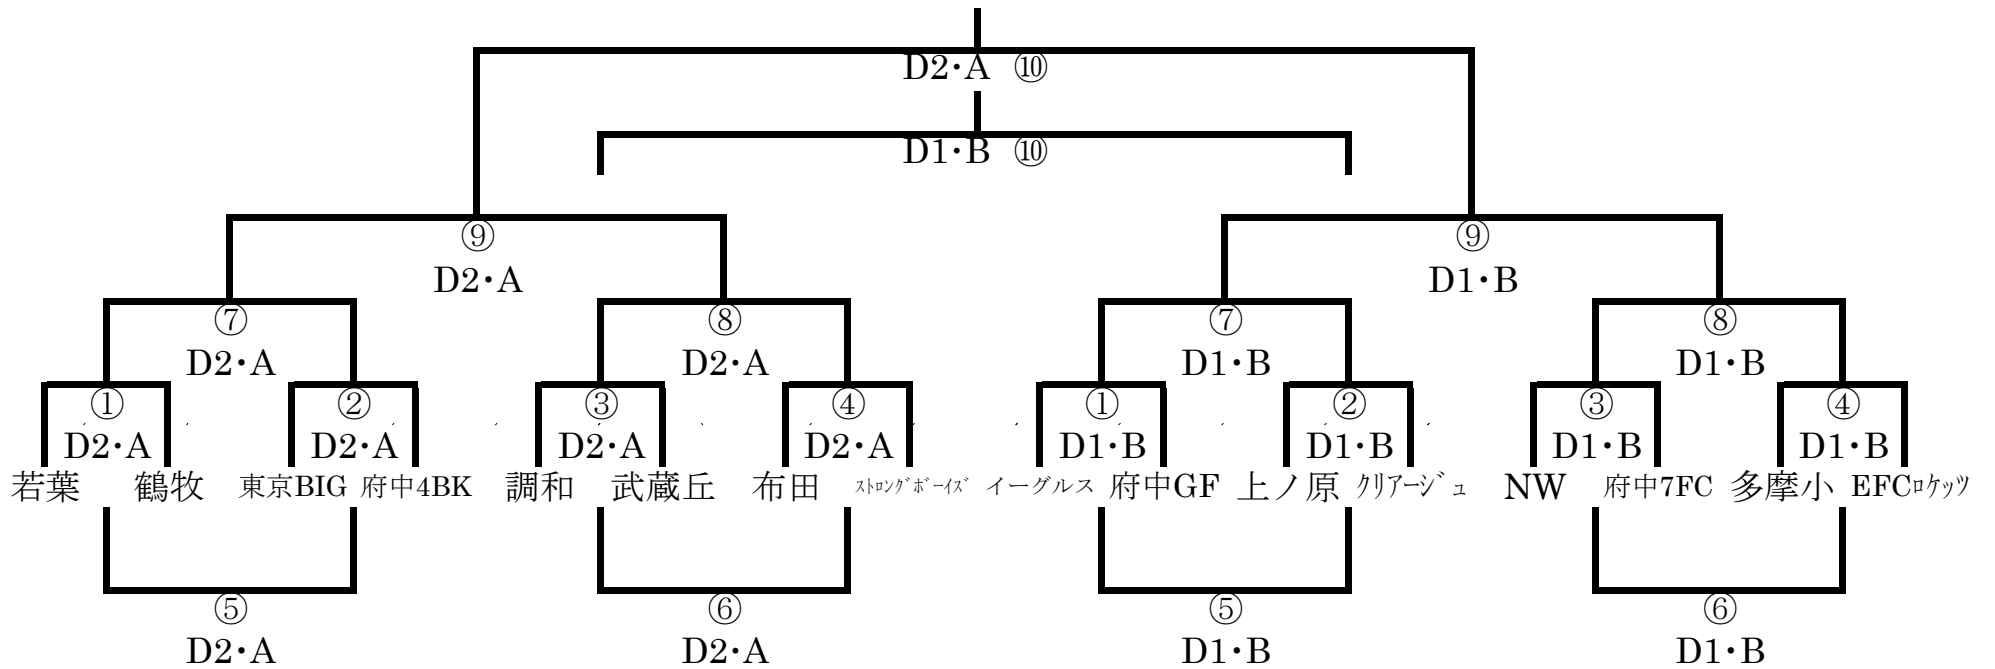 D2・A ⑩
D1・B ⑩
⑨ ⑨
D2・A D1・B
⑦ ⑧ ⑦ ⑧
D2・A D2・A D1・B D1・B
① ② ③ ④ ① ② ③ ④
D2・A D2・A D2・A D2・A D1・B D1・B D1・B D1・B
若葉 鶴牧 東京BIG 府中4BK 調和 武蔵丘 布田 ｽﾄﾛﾝｸﾞﾎﾞｰｲｽﾞ イーグルス 府中GF 上ノ原 ｸﾘｱｰｼﾞｭ NW 府中7FC 多摩小 EFCﾛｹｯﾂ
⑤ ⑥ ⑤ ⑥
D2・A D2・A D1・B D1・B